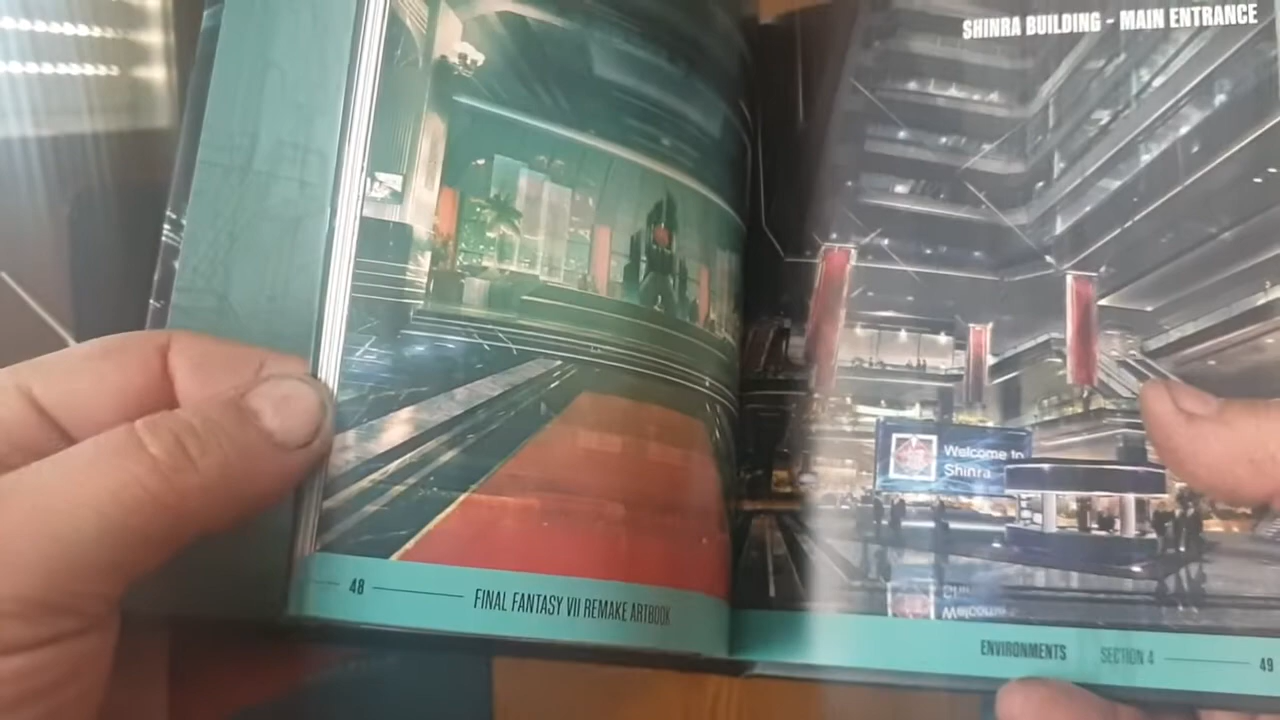 SHINRA BUILDING - MAIN ENTRANCE
Welcome to
Shinra
48
FINAL FANTASY VII REMAKE ARTBOOK
ENVIRONMENTS
SECTION 4
49